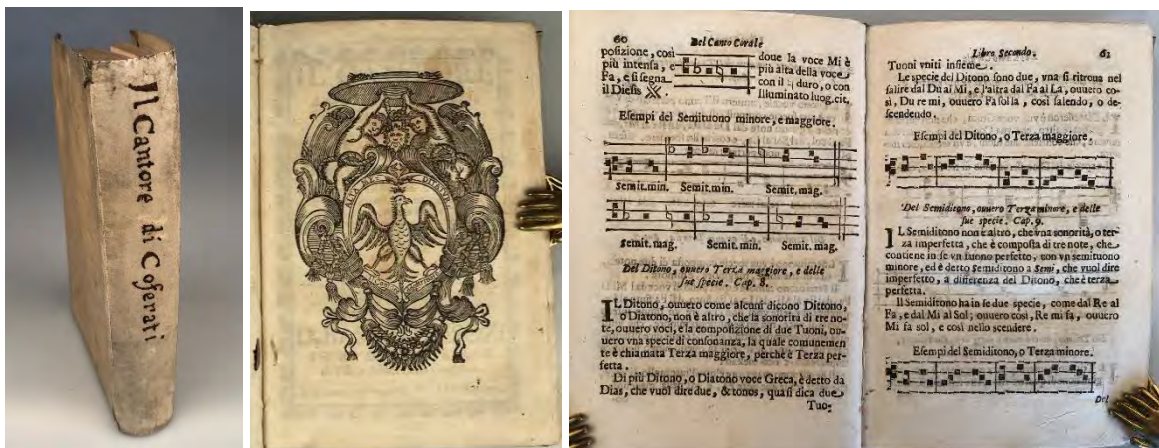 Il Cantore di Coferati
60
Del Canto Corale
posizione, così
più intensa, e
Fa, e si segna
il Diesis
doue la voce Mi è
più alta della voce
con il ♮ duro, o con
Illuminato luog.cit.
Esempi del Semituono minore, e maggiore.
Semit.min. Semit.min. Semit.mag.
Semit.mag. Semit.min. Semit.mag.
Del Ditono, ouuero Terza maggiore, e delle
sue specie. Cap. 8.
IL Ditono, ouuero come alcuni dicono Dittono,
o Diatono, non è altro, che la sonorità di tre no-
te, ouuero voci, e la composizione di due Tuoni, ou-
uero vna specie di consonanza, la quale comunemen
te è chiamata Terza maggiore, perchè è Terza per-
fetta.
Di più Ditono, o Diatono voce Greca, è detto da
Dias, che vuol dire due, & tonos, quasi dica due
Tuo-
Libro Secondo.
61
Tuoni vniti insieme.
Le specie del Ditono sono due, vna si ritroua nel
salire dal Du al Mi, e l'altra dal Fa al La, ouuero co-
sì, Du re mi, ouuero Fa sol la, così salendo, o de-
scendendo.
Esempi del Ditono, o Terza maggiore.
Del Semiditono, ouuero Terza minore, e delle
sue specie. Cap. 9.
IL Semiditono non è altro, che vna sonorità, o ter-
za imperfetta, che è composta di tre note, che
contiene in se vn tuono perfetto, con vn semituono
minore, ed è detto Semiditono a Semi, che vuol dire
imperfetto, a differenza del Ditono, che è terza
perfetta.
Il Semiditono ha in se due specie, come dal Re al
Fa, e dal Mi al Sol; ouuero così, Re mi fa, ouuero
Mi fa sol, e così nello scendere.
Esempi del Semiditono, o Terza minore.
Del